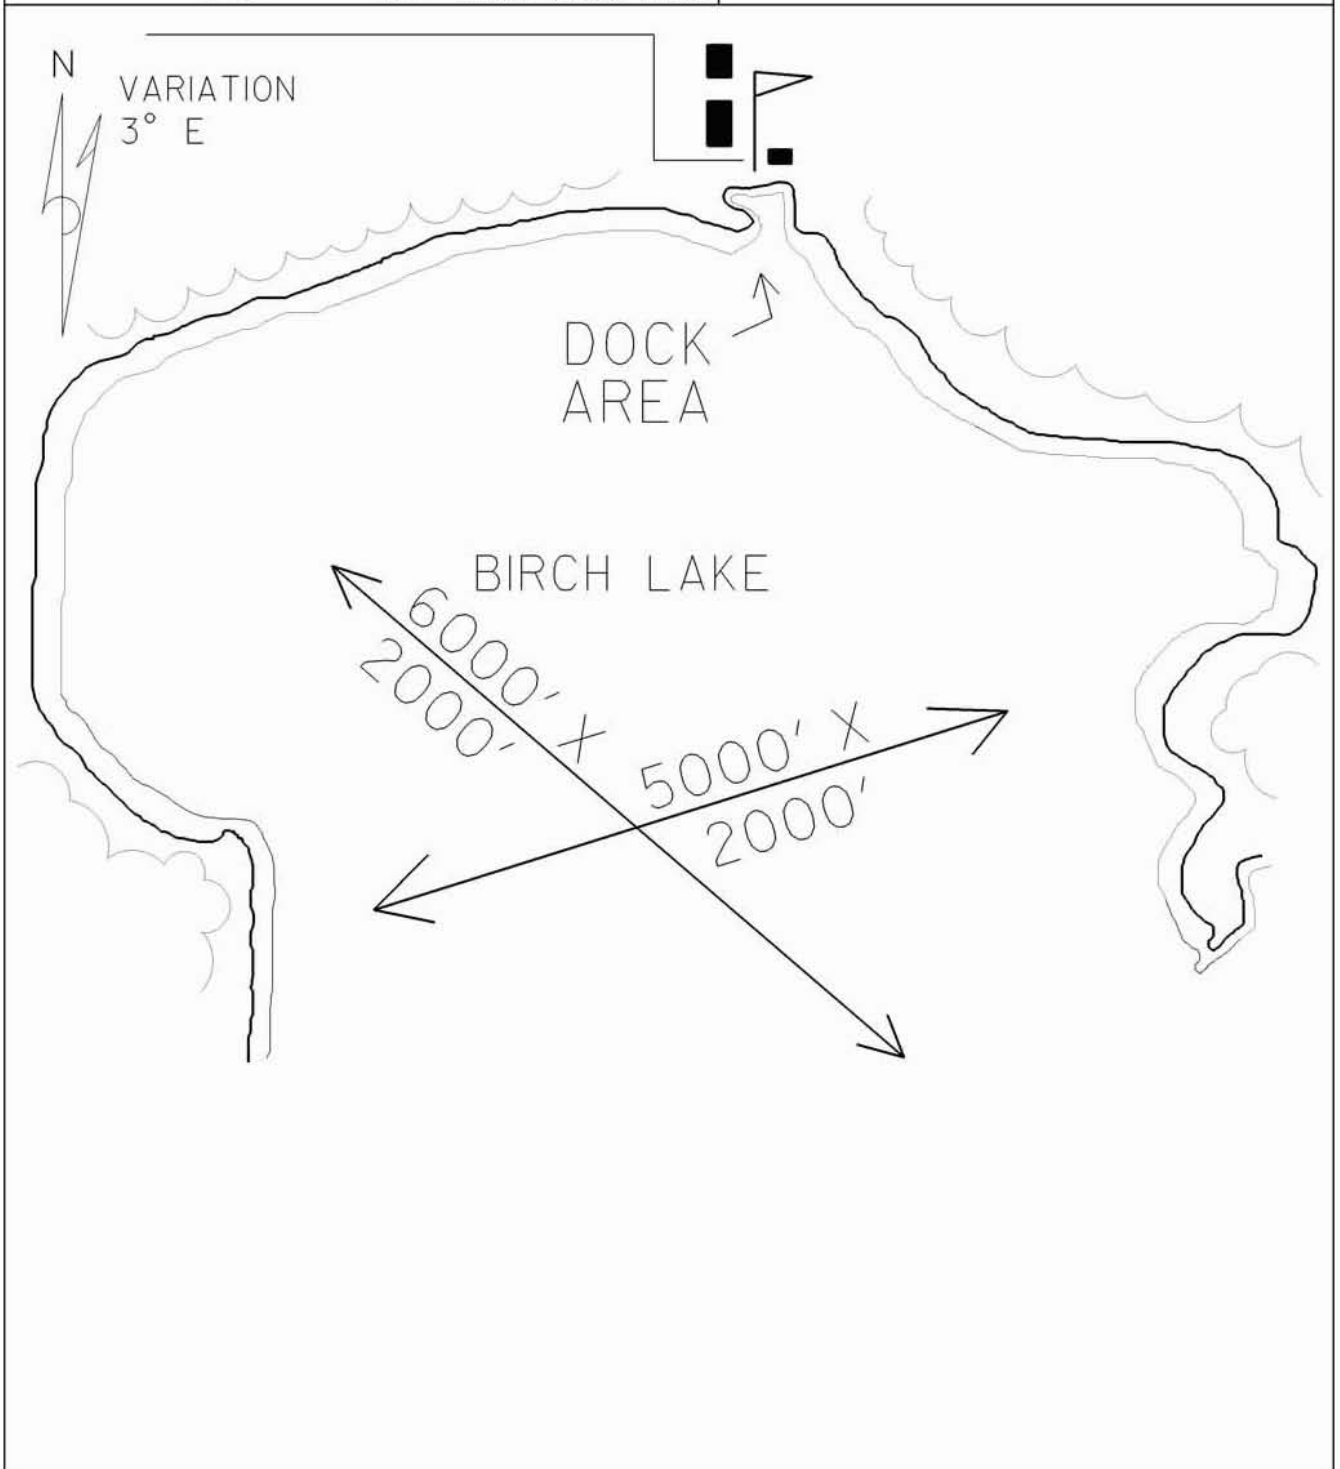 N
VARIATION
3° E
DOCK
AREA
BIRCH LAKE
6000' X
2000'
5000' X
2000'